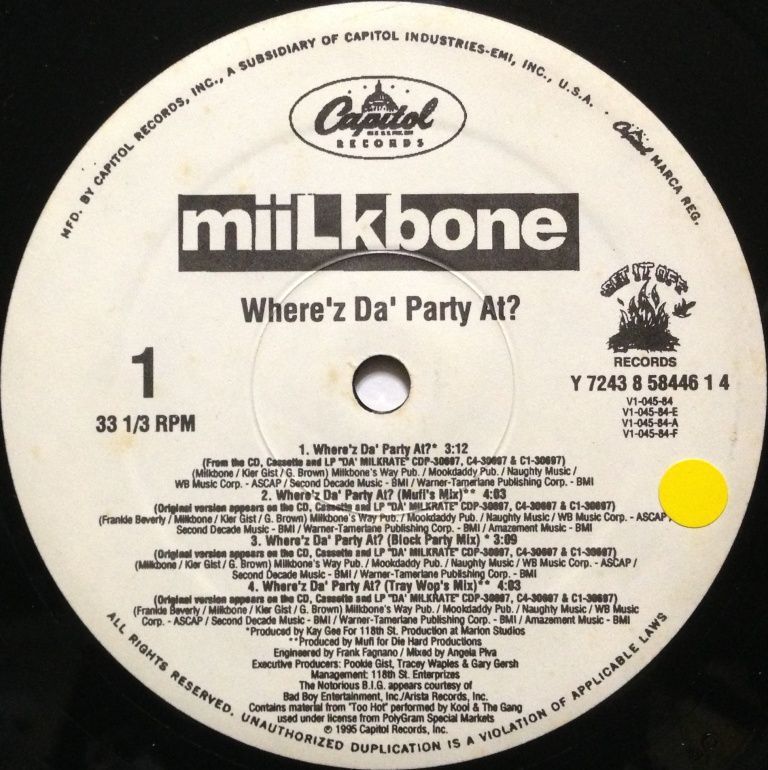 MFD. BY CAPITOL RECORDS, INC., A SUBSIDIARY OF CAPITOL INDUSTRIES-EMI, INC., U.S.A. · Capitol MARCA REG.
Capitol
RECORDS
miiLkbone
Where'z Da' Party At?
GET IT OFF
RECORDS
1
33 1/3 RPM
Y 7243 8 58446 1 4
V1-045-84
V1-045-84-E
V1-045-84-A
V1-045-84-F
1. Where'z Da' Party At?* 3:12
(From the CD, Cassette and LP "DA' MILKRATE" CDP-30697, C4-30697 & C1-30697)
(Milkbone / Kier Gist / G. Brown) Milkbone's Way Pub. / Mookdaddy Pub. / Naughty Music /
WB Music Corp. - ASCAP / Second Decade Music - BMI / Warner-Tamerlane Publishing Corp. - BMI
2. Where'z Da' Party At? (Mufi's Mix)** 4:03
(Original version appears on the CD, Cassette and LP "DA' MILKRATE" CDP-30697, C4-30697 & C1-30697)
(Frankie Beverly / Milkbone / Kier Gist / G. Brown) Milkbone's Way Pub. / Mookdaddy Pub. / Naughty Music / WB Music Corp. - ASCAP /
Second Decade Music - BMI / Warner-Tamerlane Publishing Corp. - BMI / Amazement Music - BMI
3. Where'z Da' Party At? (Block Party Mix) * 3:09
(Original version appears on the CD, Cassette and LP "DA' MILKRATE" CDP-30697, C4-30697 & C1-30697)
(Milkbone / Kier Gist / G. Brown) Milkbone's Way Pub. / Mookdaddy Pub. / Naughty Music / WB Music Corp. - ASCAP /
Second Decade Music - BMI / Warner-Tamerlane Publishing Corp. - BMI
4. Where'z Da' Party At? (Tray Wop's Mix)** 4:03
(Original version appears on the CD, Cassette and LP "DA' MILKRATE" CDP-30697, C4-30697 & C1-30697)
(Frankie Beverly / Milkbone / Kier Gist / G. Brown) Milkbone's Way Pub. / Mookdaddy Pub. / Naughty Music / WB Music
Corp. - ASCAP / Second Decade Music - BMI / Warner-Tamerlane Publishing Corp. - BMI / Amazement Music - BMI
*Produced by Kay Gee For 118th St. Production at Marion Studios
**Produced by Mufi for Die Hard Productions
Engineered by Frank Fagnano / Mixed by Angela Piva
Executive Producers: Pookie Gist, Tracey Waples & Gary Gersh
Management: 118th St. Enterprizes
The Notorious B.I.G. appears courtesy of
Bad Boy Entertainment, Inc./Arista Records, Inc.
Contains material from "Too Hot" performed by Kool & The Gang
used under license from PolyGram Special Markets
℗ 1995 Capitol Records, Inc.
ALL RIGHTS RESERVED. UNAUTHORIZED DUPLICATION IS A VIOLATION OF APPLICABLE LAWS